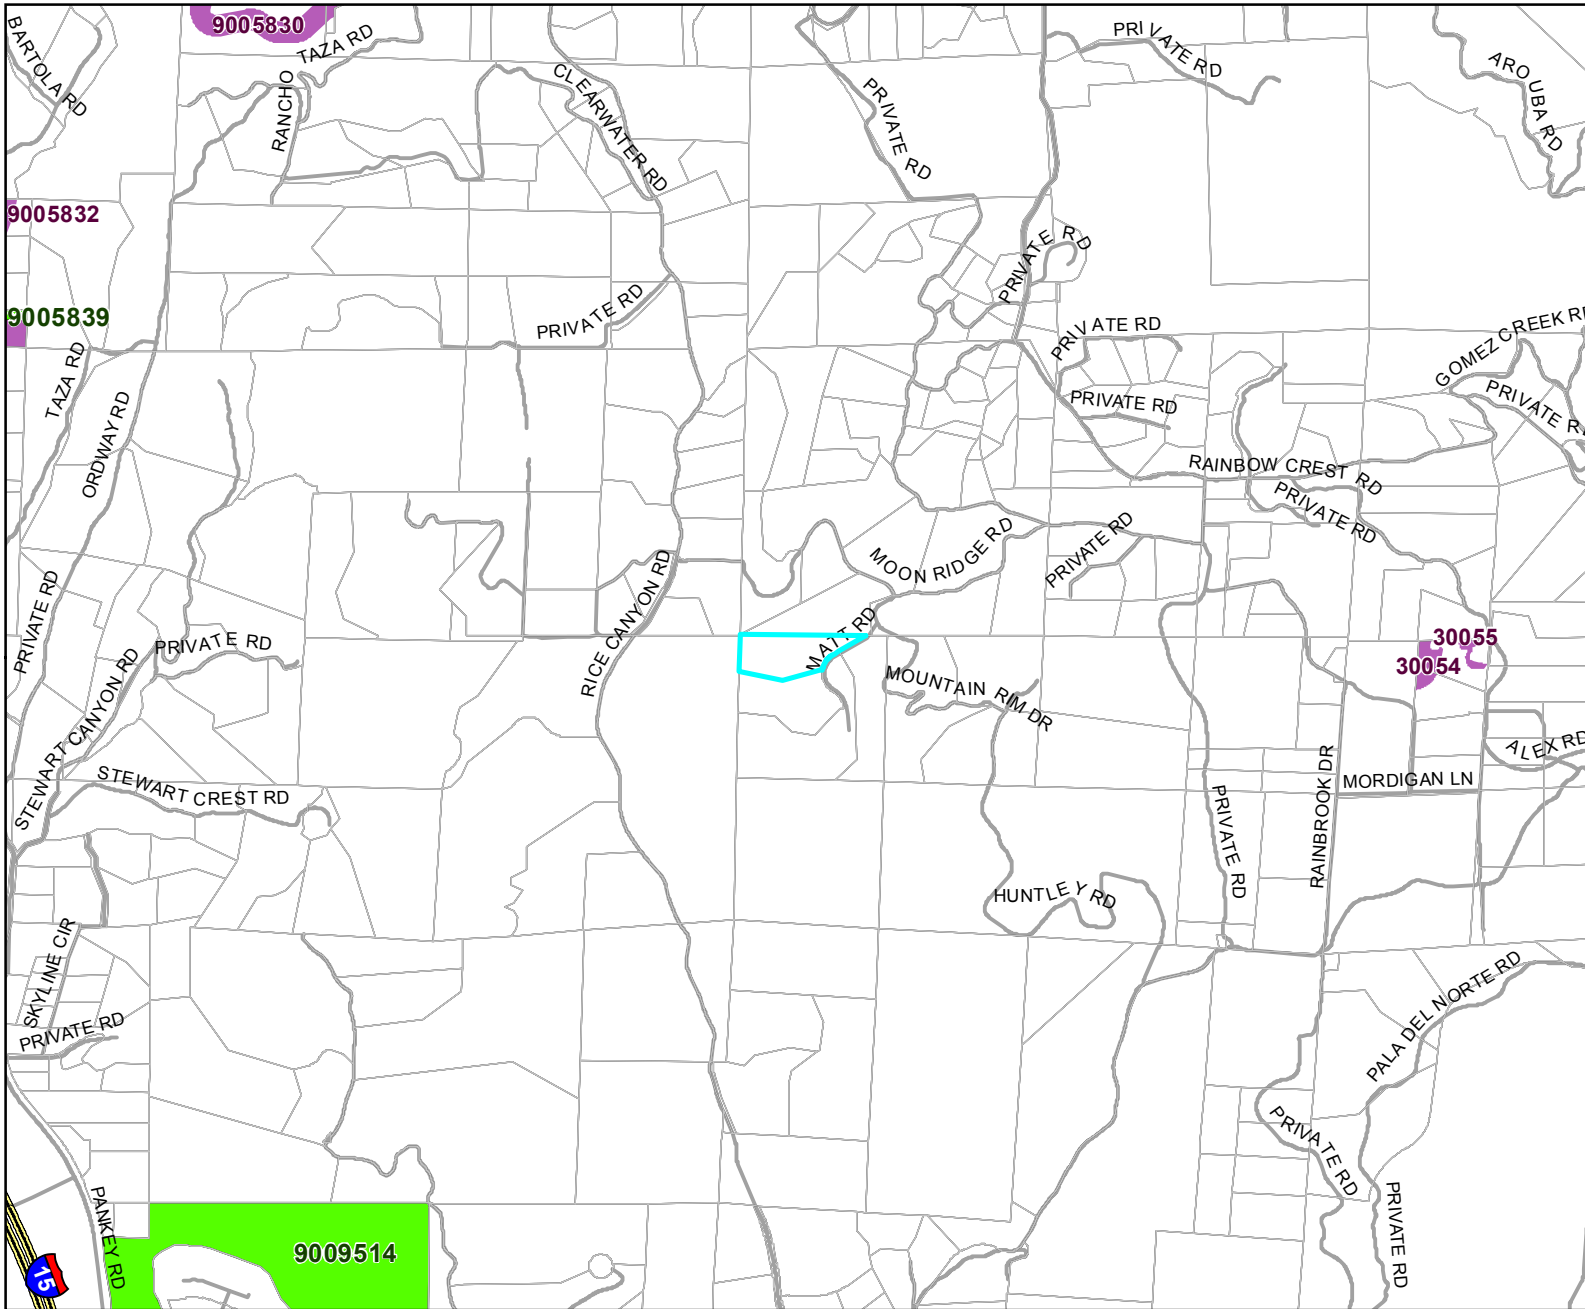 BARTOLA RD
9005830
TAZA RD
RANCHO
CLEARWATER RD
PRIVATE RD
PRIVATE RD
AROUBA RD
9005832
PRIVATE RD
9005839
PRIVATE RD
PRIVATE RD
GOMEZ CREEK RD
TAZA RD
ORDWAY RD
PRIVATE RD
PRIVATE
RAINBOW CREST RD
PRIVATE RD
MOON RIDGE RD
PRIVATE RD
PRIVATE RD
RICE CANYON RD
MATT RD
PRIVATE RD
STEWART CANYON RD
30055
30054
MOUNTAIN RIM DR
ALEX RD
STEWART CREST RD
MORDIGAN LN
RAINBROOK DR
PRIVATE RD
HUNTLEY RD
SKYLINE CIR
PRIVATE RD
PALA DEL NORTE RD
PRIVATE RD
PRIVATE RD
PANKEY RD
9009514
15